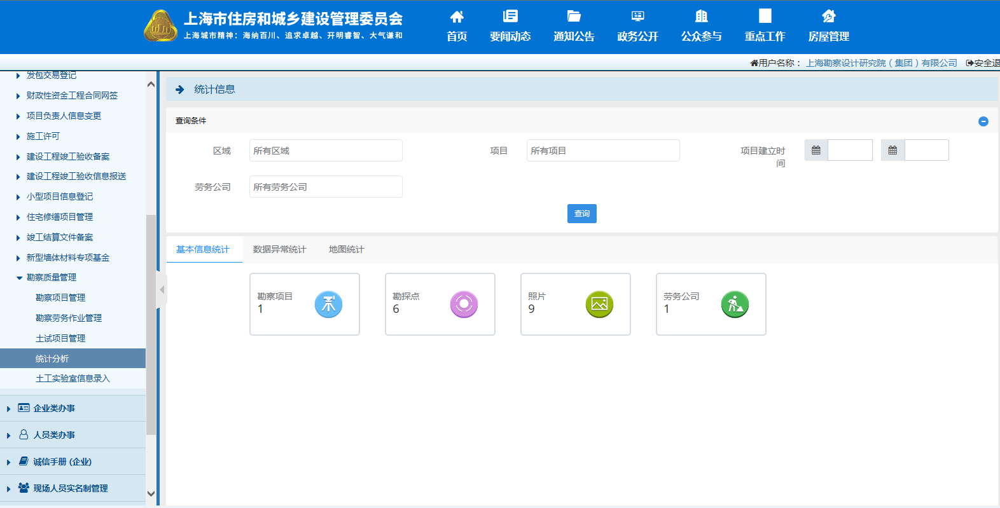 上海市住房和城乡建设管理委员会
上海城市精神：海纳百川、追求卓越、开明睿智、大气谦和
首页 要闻动态 通知公告 政务公开 公众参与 重点工作 房屋管理
用户名称： 上海勘察设计研究院（集团）有限公司 安全退
发包交易登记
财政性资金工程合同网签
项目负责人信息变更
施工许可
建设工程竣工验收备案
建设工程竣工验收信息报送
小型项目信息登记
住宅修缮项目管理
竣工结算文件备案
新型墙体材料专项基金
勘察质量管理
勘察项目管理
勘察劳务作业管理
土试项目管理
统计分析
土工实验室信息录入
企业类办事
人员类办事
诚信手册 (企业)
现场人员实名制管理
统计信息
查询条件
区域 所有区域 项目 所有项目 项目建立时
间
劳务公司 所有劳务公司
查询
基本信息统计 数据异常统计 地图统计
勘察项目
1
勘探点
6
照片
9
劳务公司
1